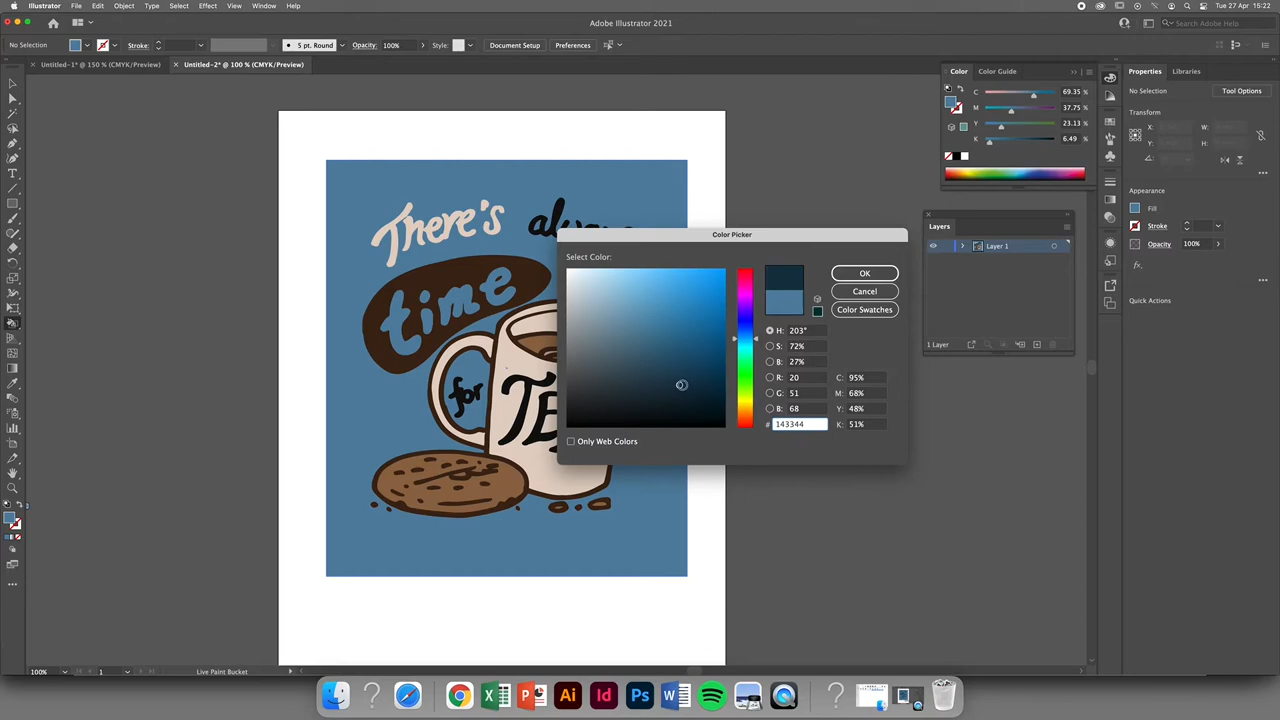 Illustrator File Edit Object Type Select Effect View Window Help Tue 27 Apr 15:22
Adobe Illustrator 2021
Search Adobe Help
No Selection Stroke: 5 pt. Round Opacity: 100% Style: Document Setup Preferences
Untitled-1* @ 150 % (CMYK/Preview) Untitled-2* @ 100 % (CMYK/Preview)
Color Color Guide
C 69.35 %
M 37.75 %
Y 23.13 %
K 6.49 %
Properties Libraries
No Selection Tool Options
Transform
X: W:
Y: H:
Appearance
Fill
Stroke
Opacity 100%
fx.
Quick Actions
Layers
Layer 1
1 Layer
There's
time
for
Color Picker
Select Color:
OK
Cancel
Color Swatches
H: 203°
S: 72%
B: 27%
R: 20 C: 95%
G: 51 M: 68%
B: 68 Y: 48%
# 143344 K: 51%
Only Web Colors
100% 1 Live Paint Bucket